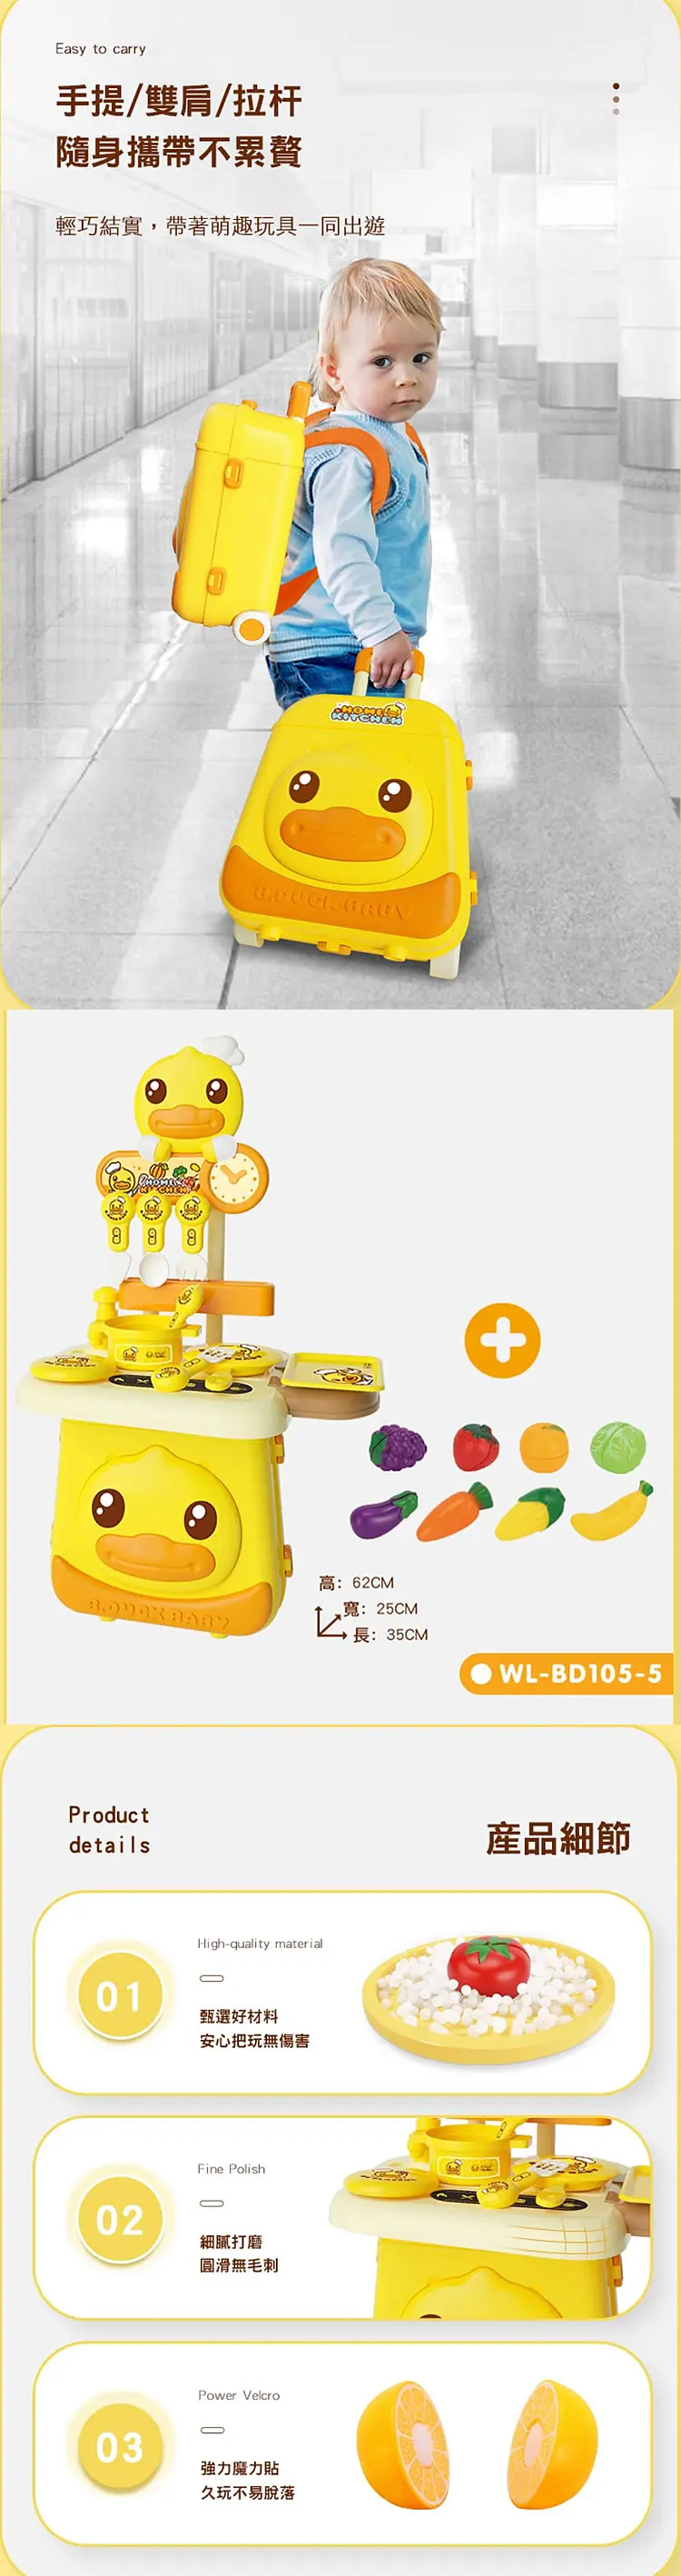 Easy to carry
手提/雙肩/拉杆
隨身攜帶不累贅
輕巧結實，帶著萌趣玩具一同出遊
HOME
KITCHEN
B.DUCK BABY
HOME
KITCHEN
B.DUCK BABY
高: 62CM
寬: 25CM
長: 35CM
WL-BD105-5
Product
details
産品細節
High-quality material
01
甄選好材料
安心把玩無傷害
Fine Polish
02
細膩打磨
圓滑無毛刺
Power Velcro
03
強力魔力貼
久玩不易脫落